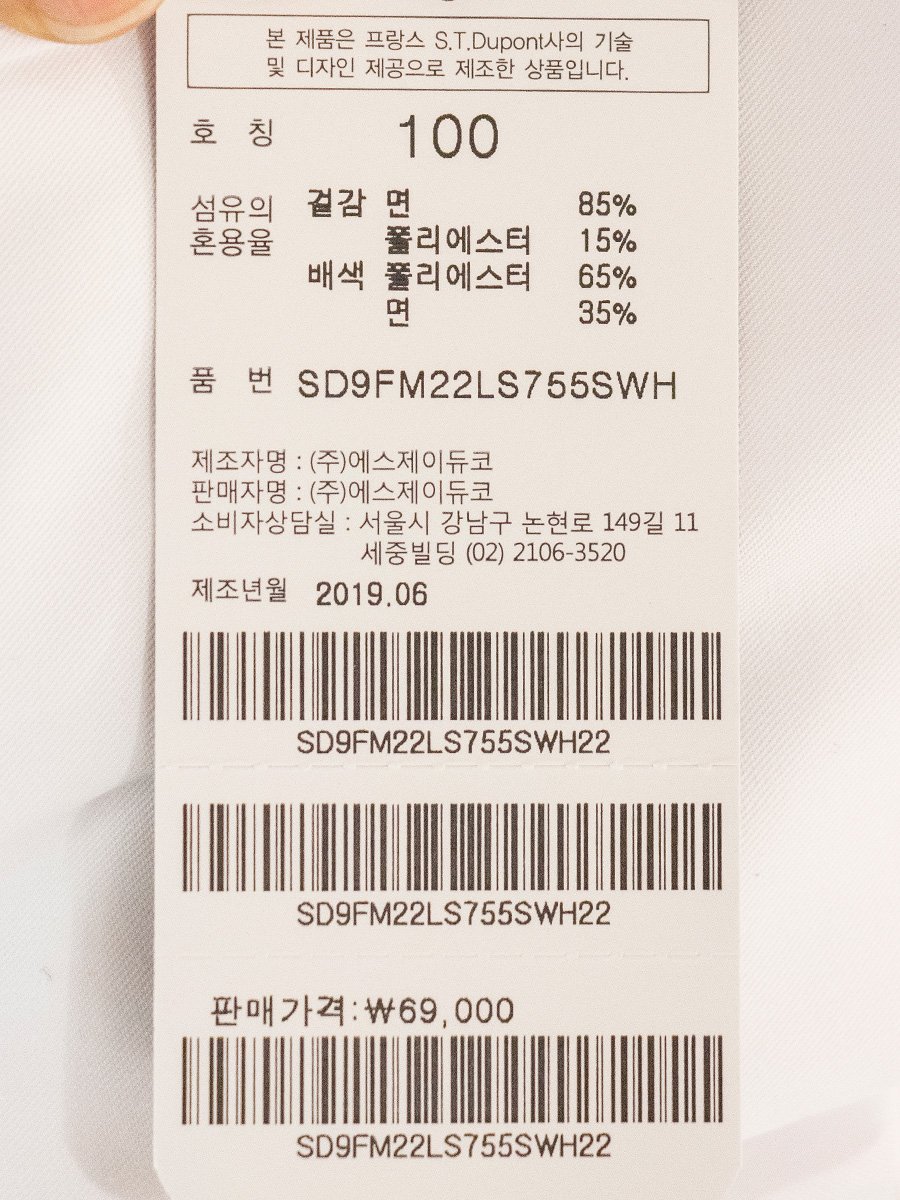 본 제품은 프랑스 S.T.Dupont사의 기술
및 디자인 제공으로 제조한 상품입니다.
호 칭 100
섬유의 겉감 면 85%
혼용율 폴리에스터 15%
배색 폴리에스터 65%
면 35%
품 번 SD9FM22LS755SWH
제조자명 : (주)에스제이듀코
판매자명 : (주)에스제이듀코
소비자상담실 : 서울시 강남구 논현로 149길 11
세중빌딩 (02) 2106-3520
제조년월 2019.06
SD9FM22LS755SWH22
SD9FM22LS755SWH22
판매가격:₩69,000
SD9FM22LS755SWH22